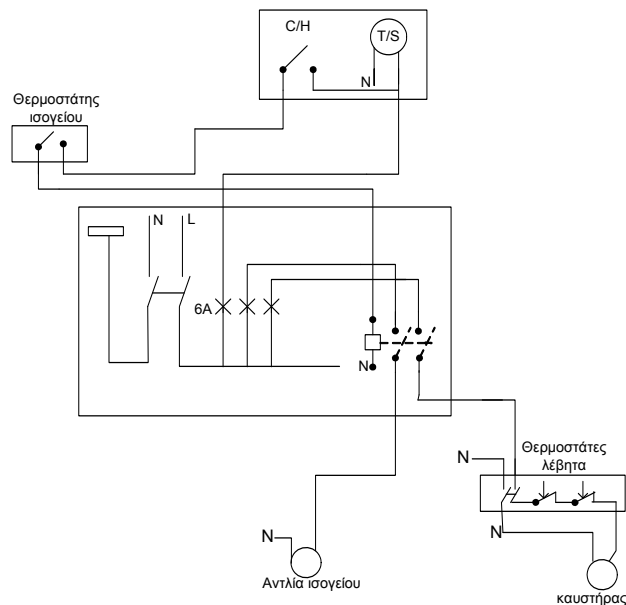 C/H
T/S
N
Θερμοστάτης
ισογείου
N
L
6A
N
Θερμοστάτες
λέβητα
N
N
N
Αντλία ισογείου
καυστήρας